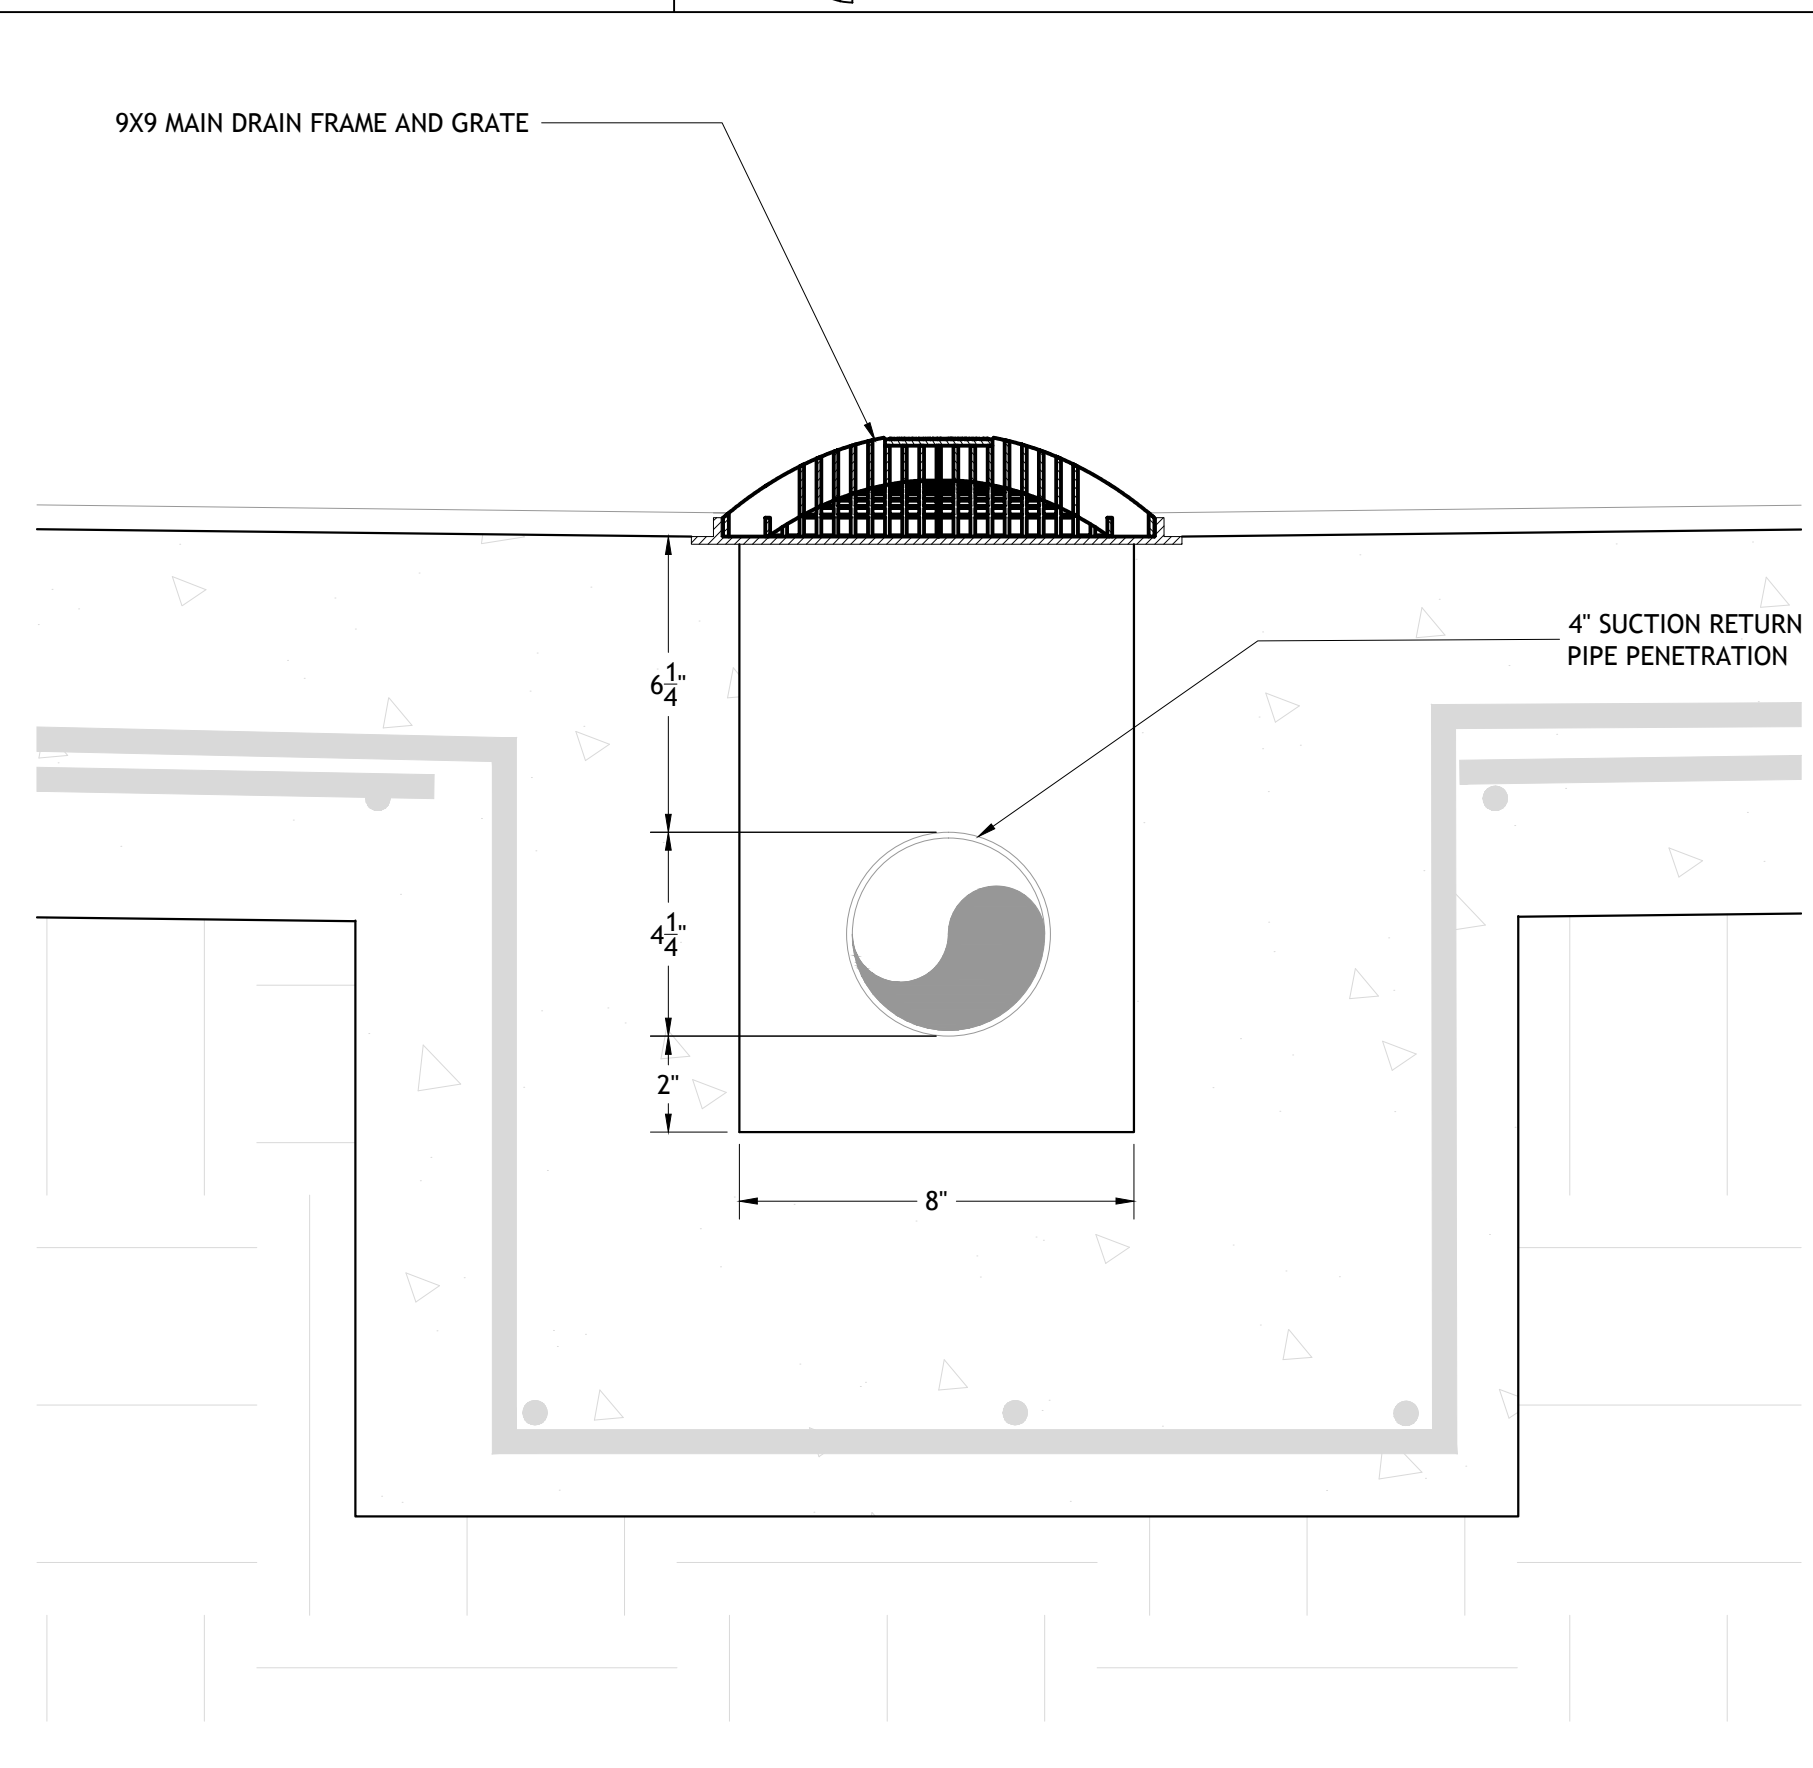 9X9 MAIN DRAIN FRAME AND GRATE
4" SUCTION RETURN
PIPE PENETRATION
6 1/4"
4 1/4"
2"
8"